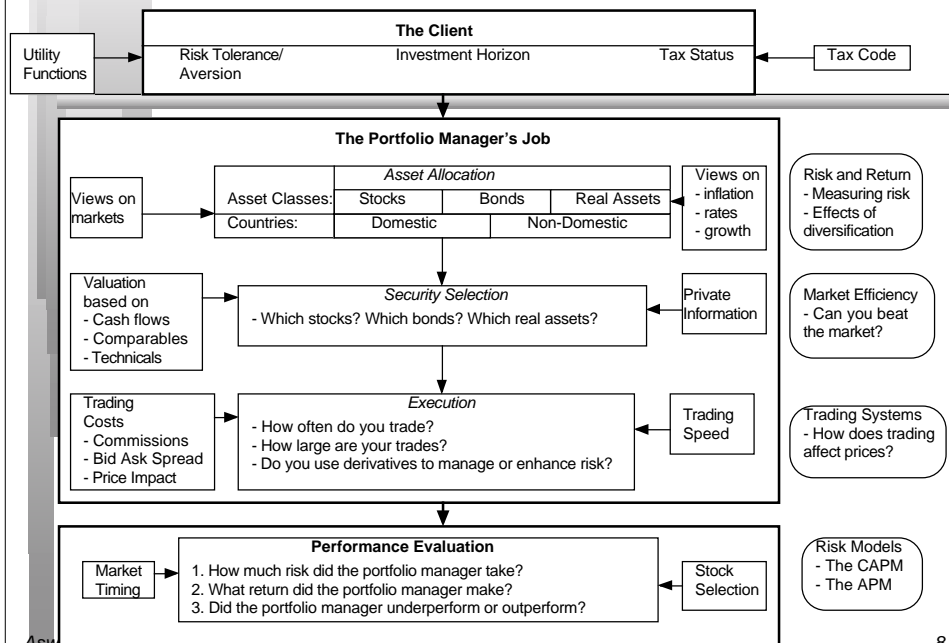 The Client
Utility
Functions
Risk Tolerance/
Aversion
Investment Horizon
Tax Status
Tax Code
The Portfolio Manager's Job
Views on
markets
Asset Allocation
Asset Classes: Stocks Bonds Real Assets
Countries: Domestic Non-Domestic
Views on
- inflation
- rates
- growth
Risk and Return
- Measuring risk
- Effects of
diversification
Valuation
based on
- Cash flows
- Comparables
- Technicals
Security Selection
- Which stocks? Which bonds? Which real assets?
Private
Information
Market Efficiency
- Can you beat
the market?
Trading
Costs
- Commissions
- Bid Ask Spread
- Price Impact
Execution
- How often do you trade?
- How large are your trades?
- Do you use derivatives to manage or enhance risk?
Trading
Speed
Trading Systems
- How does trading
affect prices?
Performance Evaluation
Market
Timing
1. How much risk did the portfolio manager take?
2. What return did the portfolio manager make?
3. Did the portfolio manager underperform or outperform?
Stock
Selection
Risk Models
- The CAPM
- The APM
8